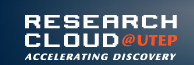 RESEARCH
CLOUD @UTEP
ACCELERATING DISCOVERY